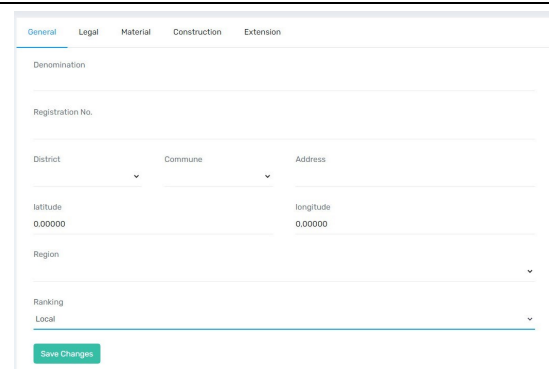 General Legal Material Construction Extension
Denomination
Registration No.
District Commune Address
latitude longitude
0.00000 0.00000
Region
Ranking
Local
Save Changes